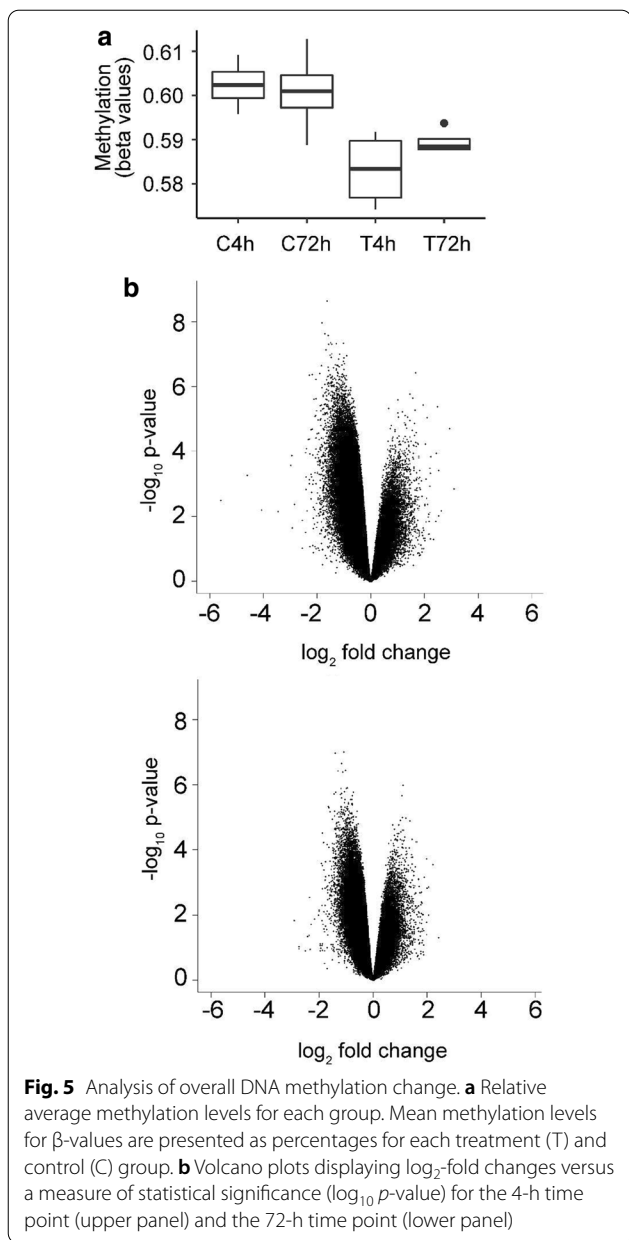 a
Methylation
(beta values)
0.61
0.60
0.59
0.58
C4h C72h T4h T72h
b
-log10 p-value
8
6
4
2
0
-6 -4 -2 0 2 4 6
log2 fold change
-log10 p-value
8
6
4
2
0
-6 -4 -2 0 2 4 6
log2 fold change
Fig. 5 Analysis of overall DNA methylation change. a Relative
average methylation levels for each group. Mean methylation levels
for β-values are presented as percentages for each treatment (T) and
control (C) group. b Volcano plots displaying log2-fold changes versus
a measure of statistical significance (log10 p-value) for the 4-h time
point (upper panel) and the 72-h time point (lower panel)